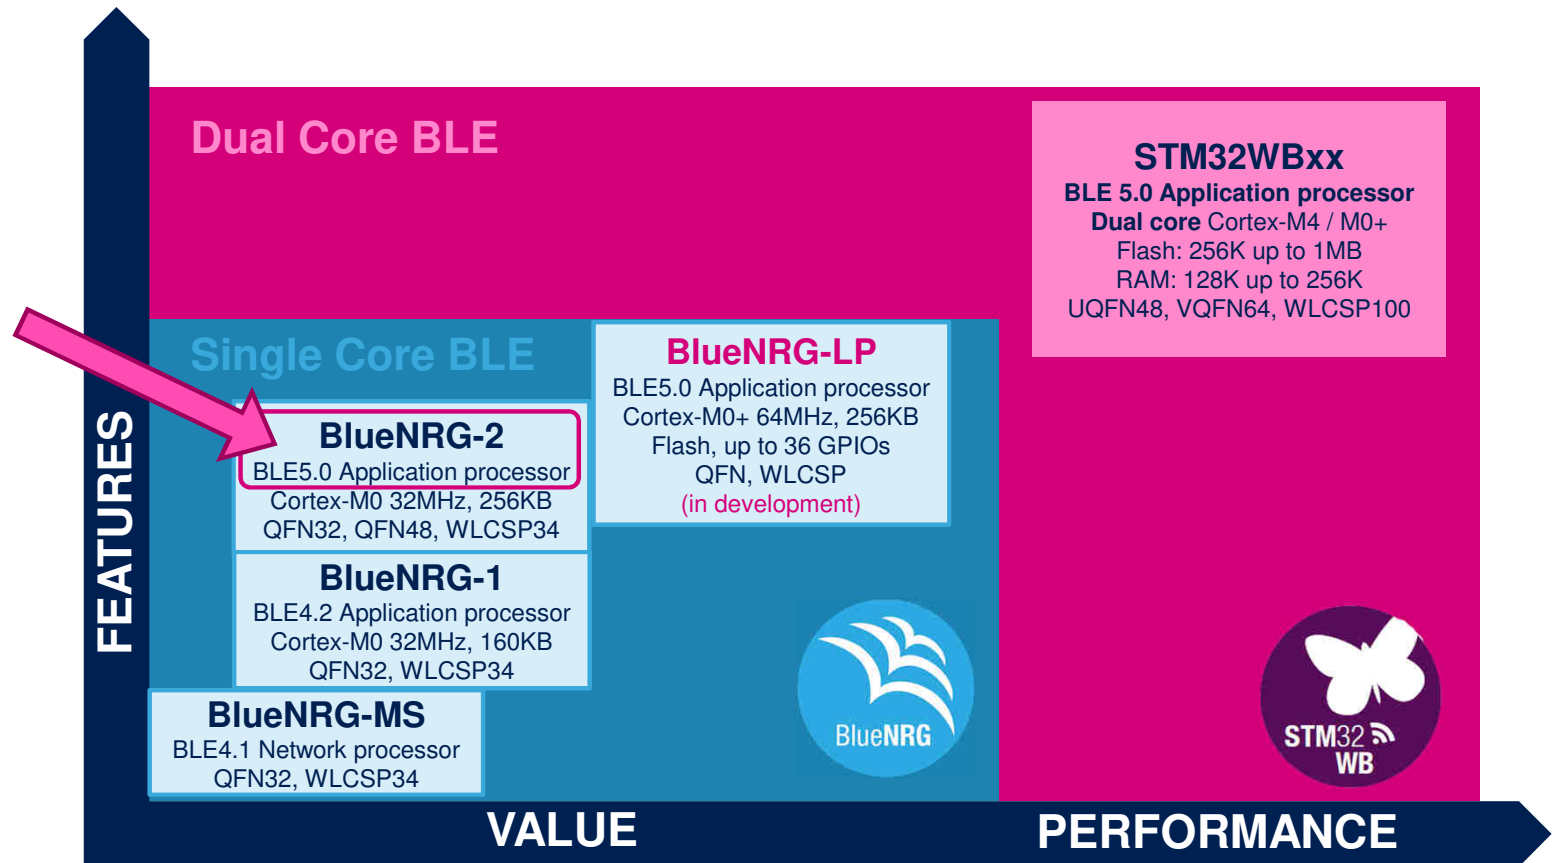 Dual Core BLE
STM32WBxx
BLE 5.0 Application processor
Dual core Cortex-M4 / M0+
Flash: 256K up to 1MB
RAM: 128K up to 256K
UQFN48, VQFN64, WLCSP100
Single Core BLE
BlueNRG-LP
BLE5.0 Application processor
Cortex-M0+ 64MHz, 256KB
Flash, up to 36 GPIOs
QFN, WLCSP
(in development)
BlueNRG-2
BLE5.0 Application processor
Cortex-M0 32MHz, 256KB
QFN32, QFN48, WLCSP34
BlueNRG-1
BLE4.2 Application processor
Cortex-M0 32MHz, 160KB
QFN32, WLCSP34
BlueNRG-MS
BLE4.1 Network processor
QFN32, WLCSP34
BlueNRG
STM32
WB
FEATURES
VALUE
PERFORMANCE